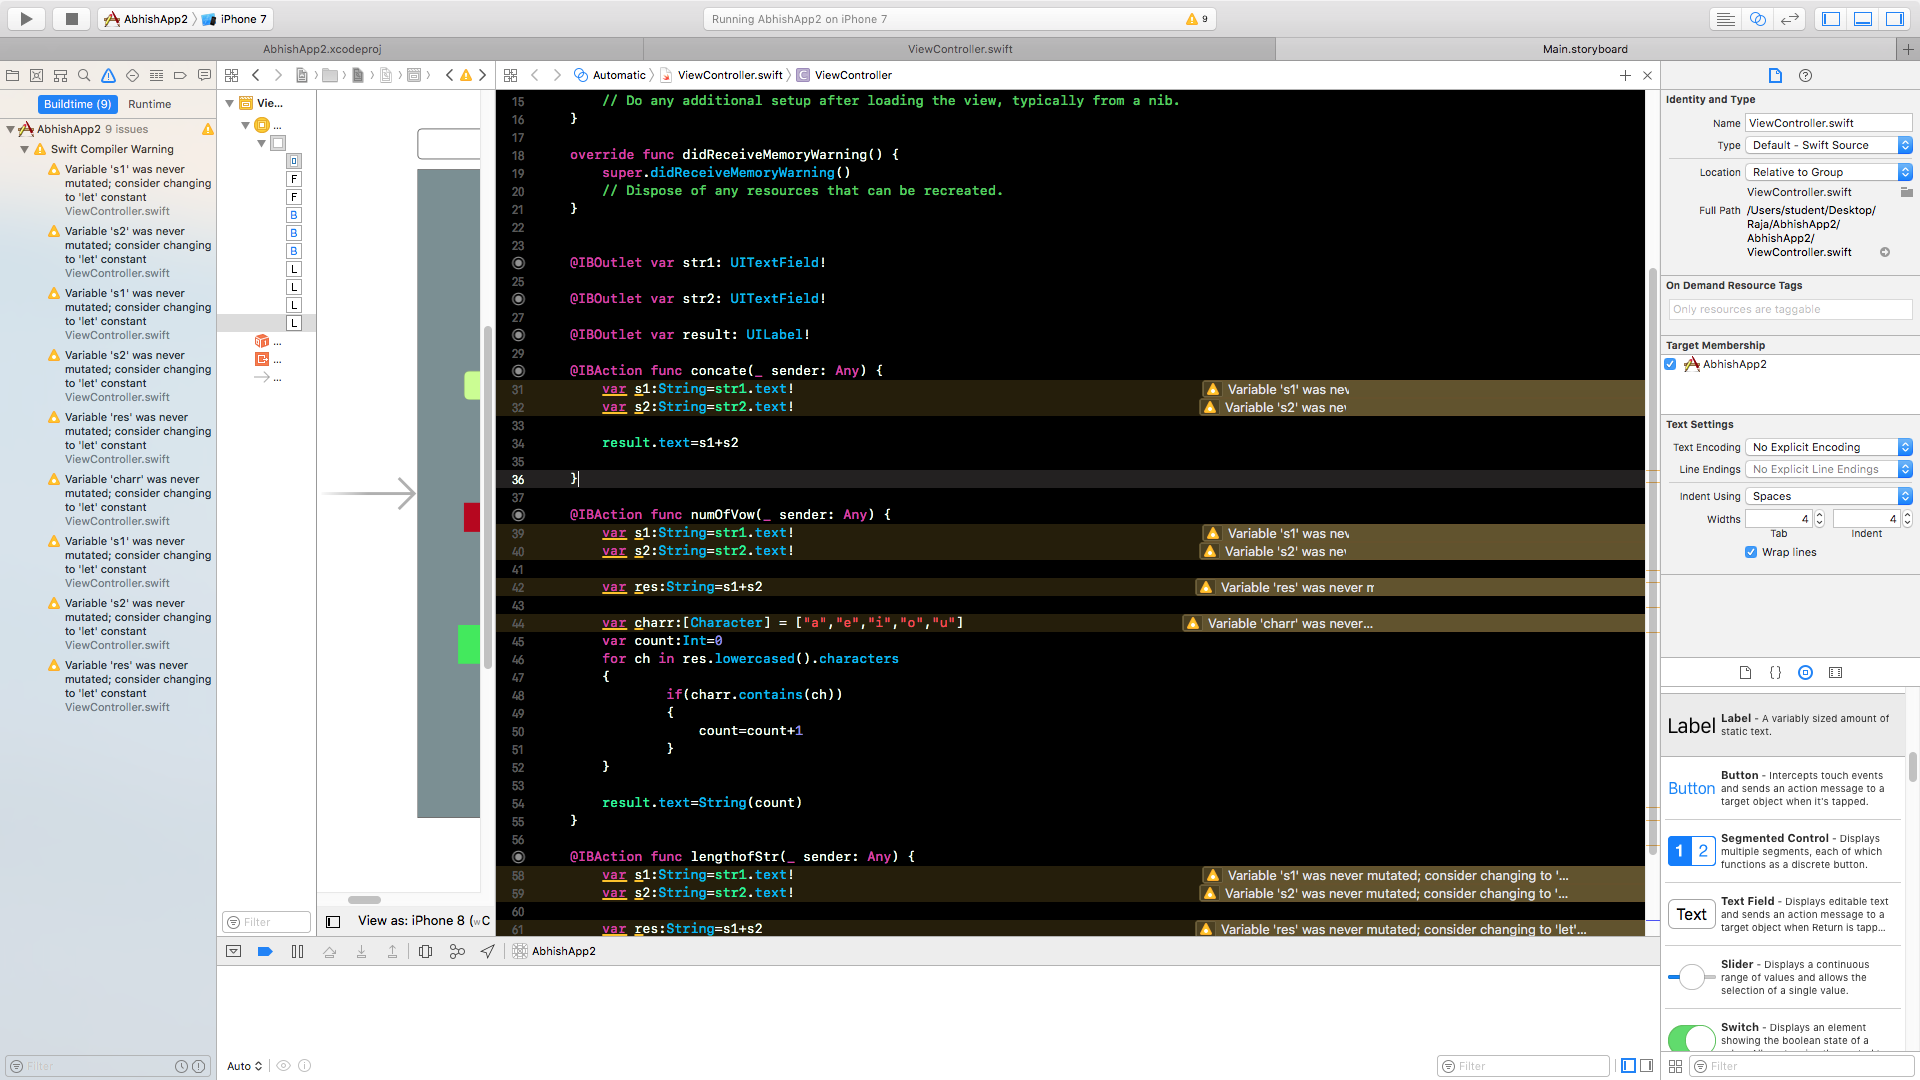 AbhishApp2 iPhone 7
Running AbhishApp2 on iPhone 7
9
AbhishApp2.xcodeproj
ViewController.swift
Main.storyboard
Buildtime (9) Runtime
AbhishApp2 9 issues
Swift Compiler Warning
Variable 's1' was never
mutated; consider changing
to 'let' constant
ViewController.swift
Variable 's2' was never
mutated; consider changing
to 'let' constant
ViewController.swift
Variable 's1' was never
mutated; consider changing
to 'let' constant
ViewController.swift
Variable 's2' was never
mutated; consider changing
to 'let' constant
ViewController.swift
Variable 'res' was never
mutated; consider changing
to 'let' constant
ViewController.swift
Variable 'charr' was never
mutated; consider changing
to 'let' constant
ViewController.swift
Variable 's1' was never
mutated; consider changing
to 'let' constant
ViewController.swift
Variable 's2' was never
mutated; consider changing
to 'let' constant
ViewController.swift
Variable 'res' was never
mutated; consider changing
to 'let' constant
ViewController.swift
Filter
Vie...
...
F
F
B
B
B
L
L
L
L
...
...
...
Filter
View as: iPhone 8 (wC
Automatic ViewController.swift C ViewController
15 // Do any additional setup after loading the view, typically from a nib.
16 }
17
18 override func didReceiveMemoryWarning() {
19 super.didReceiveMemoryWarning()
20 // Dispose of any resources that can be recreated.
21 }
22
23
@IBOutlet var str1: UITextField!
25
@IBOutlet var str2: UITextField!
27
@IBOutlet var result: UILabel!
29
@IBAction func concate(_ sender: Any) {
31 var s1:String=str1.text! Variable 's1' was nev
32 var s2:String=str2.text! Variable 's2' was nev
33
34 result.text=s1+s2
35
36 }
37
@IBAction func numOfVow(_ sender: Any) {
39 var s1:String=str1.text! Variable 's1' was nev
40 var s2:String=str2.text! Variable 's2' was nev
41
42 var res:String=s1+s2 Variable 'res' was never m
43
44 var charr:[Character] = ["a","e","i","o","u"] Variable 'charr' was never...
45 var count:Int=0
46 for ch in res.lowercased().characters
47 {
48 if(charr.contains(ch))
49 {
50 count=count+1
51 }
52 }
53
54 result.text=String(count)
55 }
56
@IBAction func lengthofStr(_ sender: Any) {
58 var s1:String=str1.text! Variable 's1' was never mutated; consider changing to '...
59 var s2:String=str2.text! Variable 's2' was never mutated; consider changing to '...
60
61 var res:String=s1+s2 Variable 'res' was never mutated; consider changing to 'let'...
AbhishApp2
Auto
Filter
Identity and Type
Name ViewController.swift
Type Default - Swift Source
Location Relative to Group
ViewController.swift
Full Path /Users/student/Desktop/
Raja/AbhishApp2/
AbhishApp2/
ViewController.swift
On Demand Resource Tags
Only resources are taggable
Target Membership
AbhishApp2
Text Settings
Text Encoding No Explicit Encoding
Line Endings No Explicit Line Endings
Indent Using Spaces
Widths 4 4
Tab Indent
Wrap lines
{}
Label Label - A variably sized amount of
static text.
Button Button - Intercepts touch events
and sends an action message to a
target object when it's tapped.
1 2 Segmented Control - Displays
multiple segments, each of which
functions as a discrete button.
Text Text Field - Displays editable text
and sends an action message to a
target object when Return is tapp...
Slider - Displays a continuous
range of values and allows the
selection of a single value.
Switch - Displays an element
showing the boolean state of a
Filter